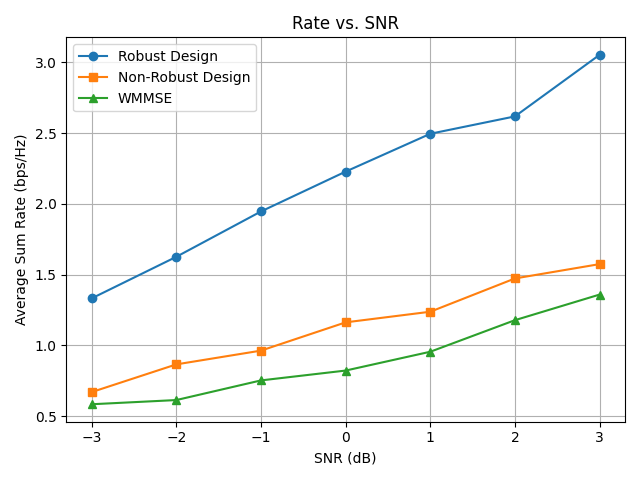 Rate vs. SNR
Robust Design
Non-Robust Design
WMMSE
Average Sum Rate (bps/Hz)
3.0
2.5
2.0
1.5
1.0
0.5
−3 −2 −1 0 1 2 3
SNR (dB)